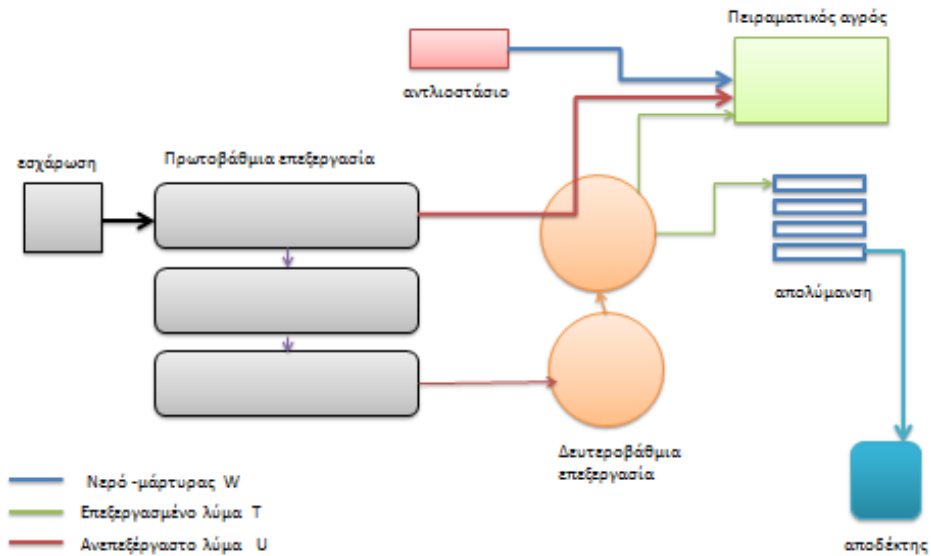 Πειραματικός αγρός
αντλιοστάσιο
εσχάρωση
Πρωτοβάθμια επεξεργασία
απολύμανση
Δευτεροβάθμια
επεξεργασία
Νερό -μάρτυρας W
Επεξεργασμένο λύμα T
Ανεπεξέργαστο λύμα U
αποδέκτης